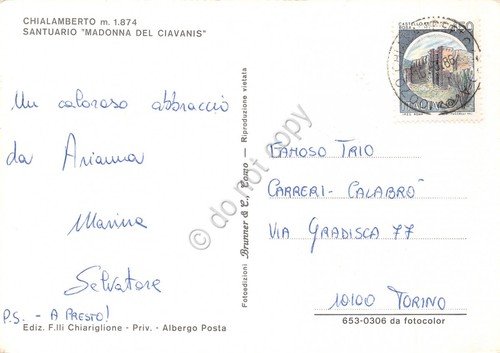 CHIALAMBERTO m. 1.874
SANTUARIO "MADONNA DEL CIAVANIS"
Un caloroso abbraccio
da Arianna
Marina
Selvatore
P.S. - A PRESTO!
Ediz. F.lli Chiariglione - Priv. - Albergo Posta
Fotoedizioni Brunner & C., Como - Riproduzione vietata
FAMOSO TRIO
CARRERI - CALABRO'
VIA GRADISCA 77
10100 TORINO
653-0306 da fotocolor
do not copy